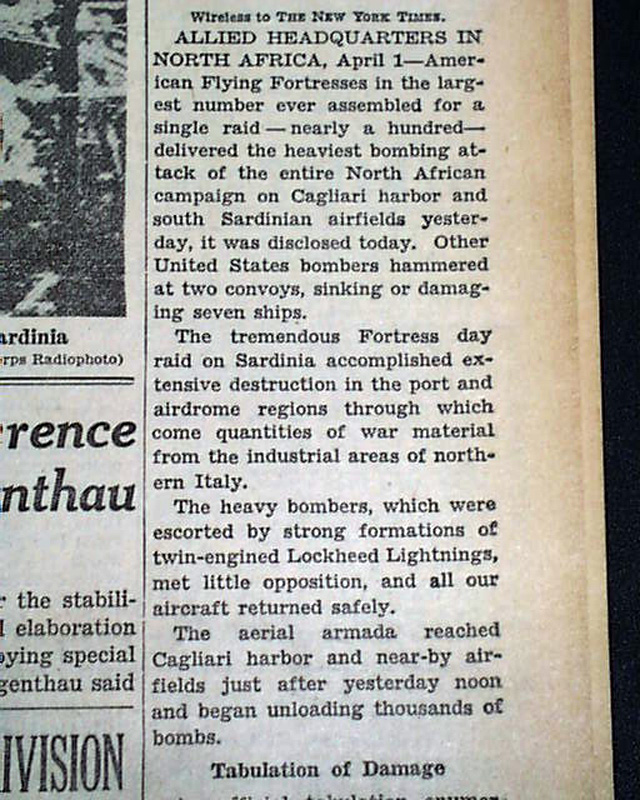 ardinia
rps Radiophoto)
rence
nthau
the stabili-
elaboration
ying special
genthau said
IVISION
Wireless to THE NEW YORK TIMES.
ALLIED HEADQUARTERS IN
NORTH AFRICA, April 1—Amer-
ican Flying Fortresses in the larg-
est number ever assembled for a
single raid — nearly a hundred—
delivered the heaviest bombing at-
tack of the entire North African
campaign on Cagliari harbor and
south Sardinian airfields yester-
day, it was disclosed today. Other
United States bombers hammered
at two convoys, sinking or damag-
ing seven ships.
The tremendous Fortress day
raid on Sardinia accomplished ex-
tensive destruction in the port and
airdrome regions through which
come quantities of war material
from the industrial areas of north-
ern Italy.
The heavy bombers, which were
escorted by strong formations of
twin-engined Lockheed Lightnings,
met little opposition, and all our
aircraft returned safely.
The aerial armada reached
Cagliari harbor and near-by air-
fields just after yesterday noon
and began unloading thousands of
bombs.
Tabulation of Damage